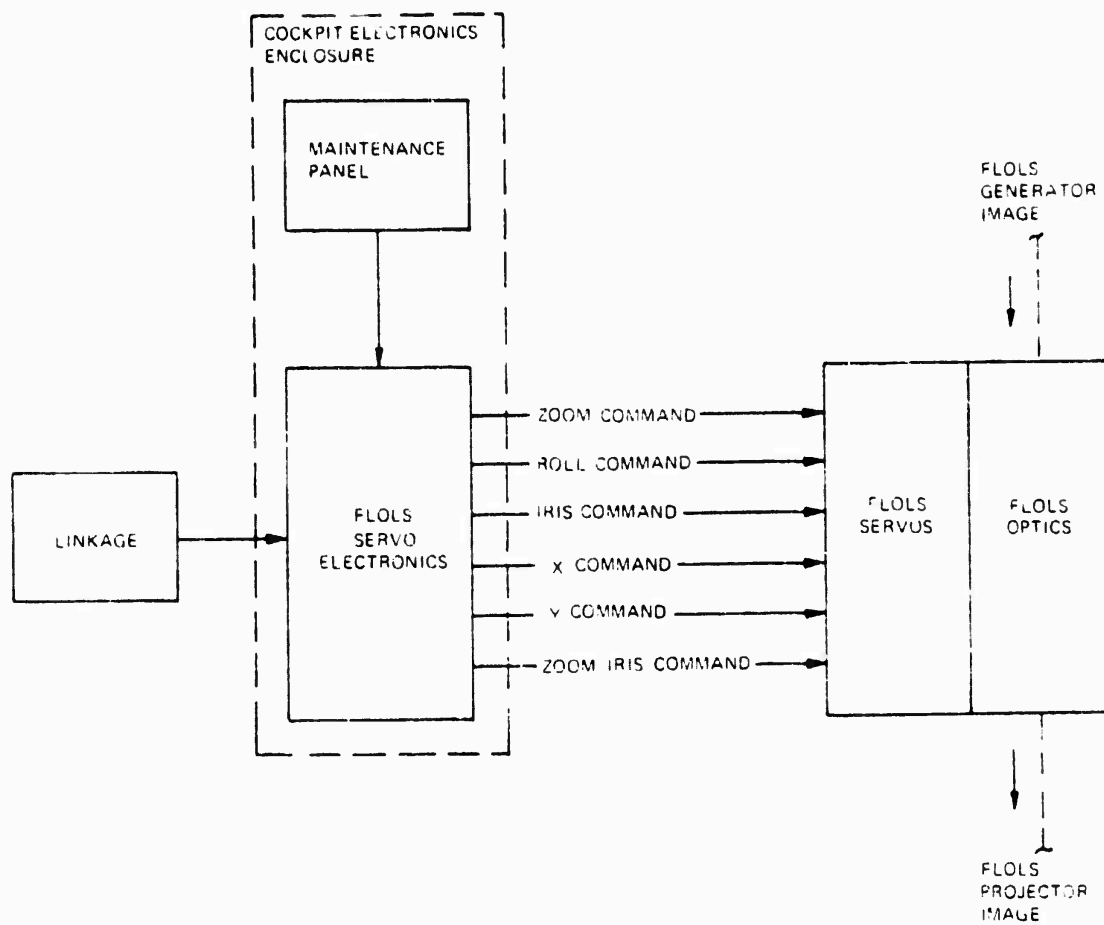 COCKPIT ELECTRONICS
ENCLOSURE
MAINTENANCE
PANEL
FLOLS
GENERATOR
IMAGE
ZOOM COMMAND
ROLL COMMAND
IRIS COMMAND
X COMMAND
Y COMMAND
ZOOM IRIS COMMAND
LINKAGE
FLOLS
SERVO
ELECTRONICS
FLOLS
SERVOS
FLOLS
OPTICS
FLOLS
PROJECTOR
IMAGE